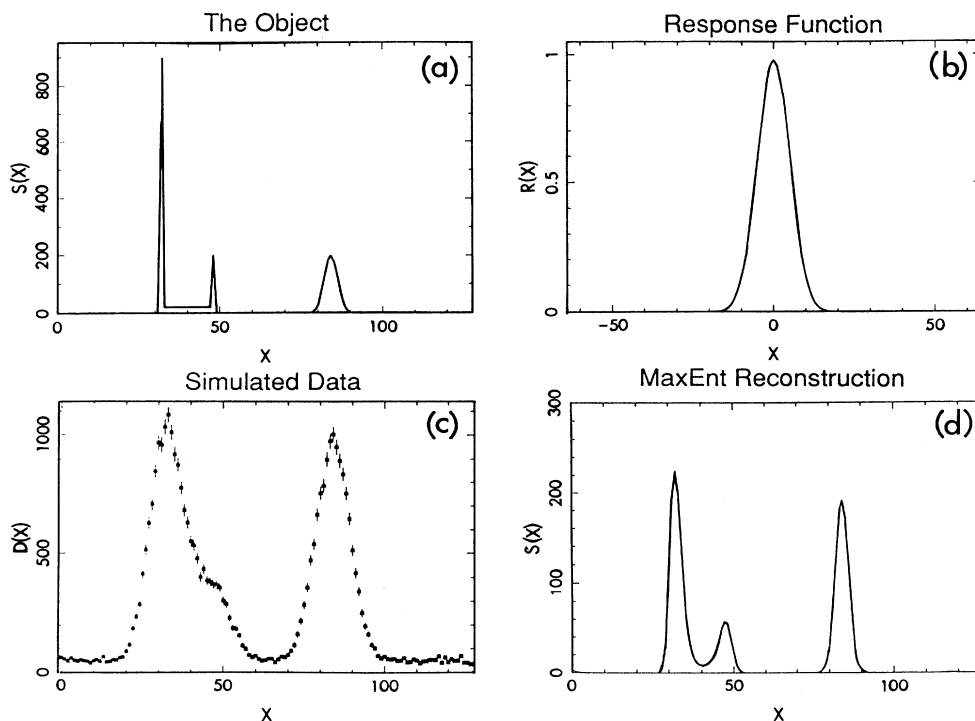 The Object
(a)
800
600
400
200
0
S(X)
0 50 100
X
Response Function
(b)
1
0.5
0
R(X)
−50 0 50
X
Simulated Data
(c)
1000
500
0
D(X)
0 50 100
X
MaxEnt Reconstruction
(d)
300
200
100
0
S(X)
0 50 100
X